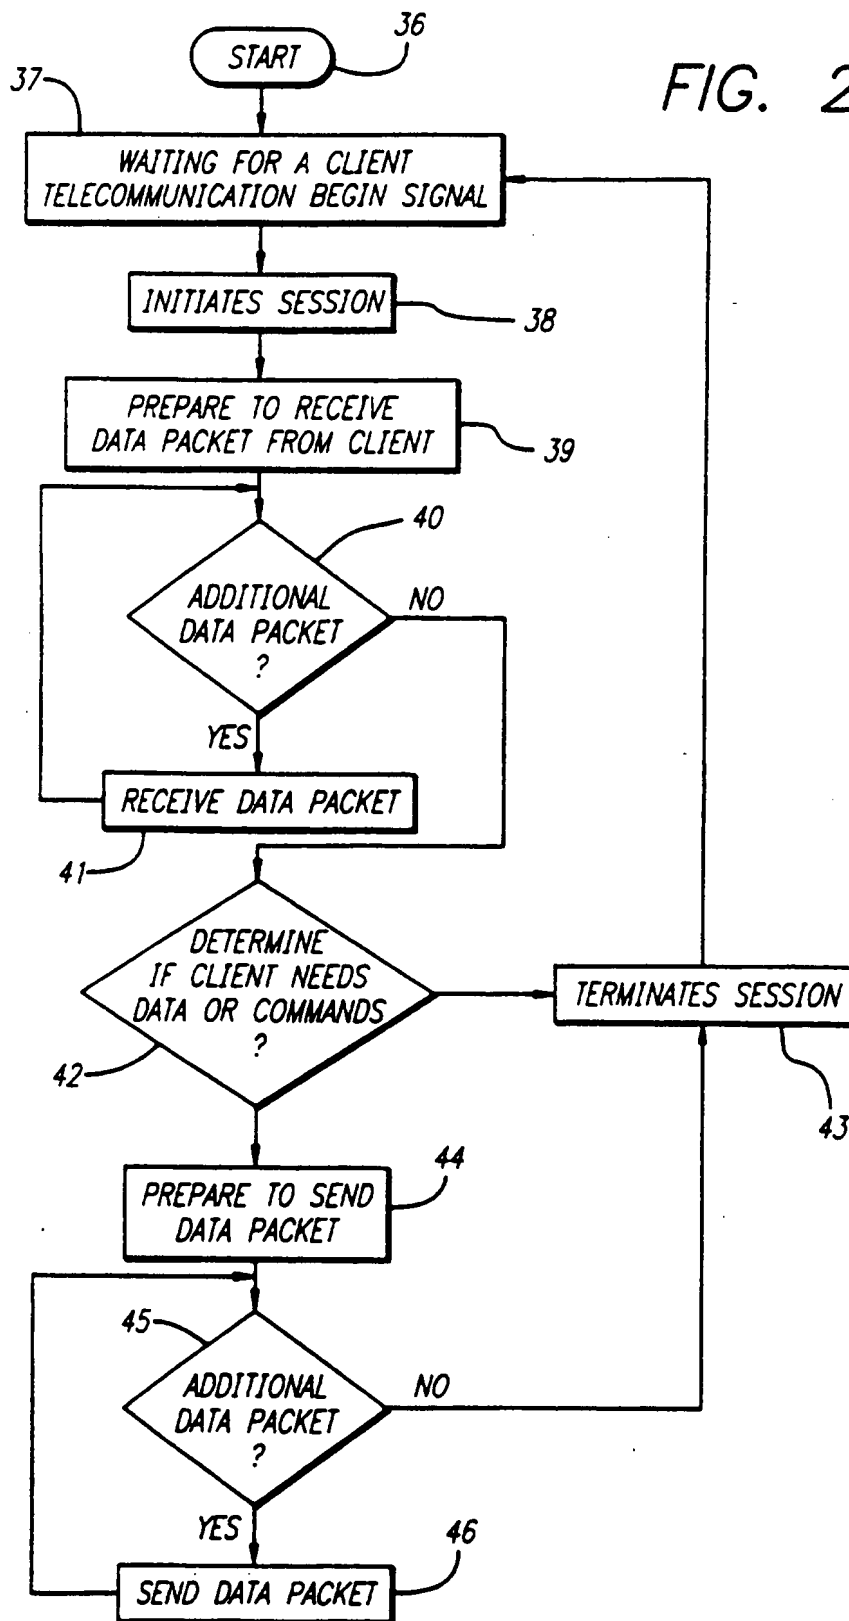 36
START
FIG. 2
37
WAITING FOR A CLIENT
TELECOMMUNICATION BEGIN SIGNAL
INITIATES SESSION
38
PREPARE TO RECEIVE
DATA PACKET FROM CLIENT
39
40
ADDITIONAL
DATA PACKET
?
NO
YES
RECEIVE DATA PACKET
41
DETERMINE
IF CLIENT NEEDS
DATA OR COMMANDS
?
42
TERMINATES SESSION
43
44
PREPARE TO SEND
DATA PACKET
45
ADDITIONAL
DATA PACKET
?
NO
YES
46
SEND DATA PACKET